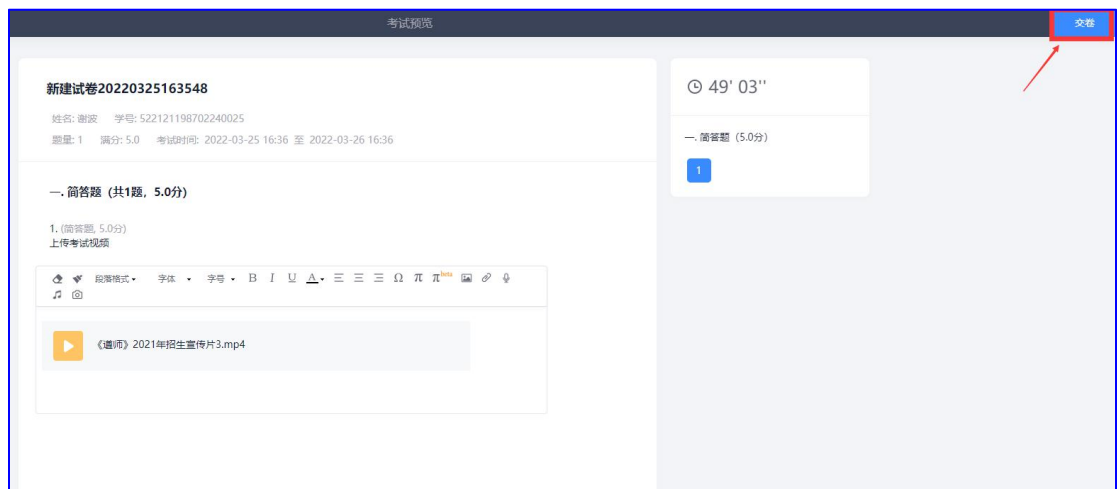 考试预览
交卷
新建试卷20220325163548
姓名: 谢波 学号: 522121198702240025
题量: 1 满分: 5.0 考试时间: 2022-03-25 16:36 至 2022-03-26 16:36
一. 简答题（共1题，5.0分）
1. (简答题, 5.0分)
上传考试视频
段落格式 字体 字号 B I U A Ω π π beta
《遵师》2021年招生宣传片3.mp4
49' 03''
一. 简答题（5.0分）
1